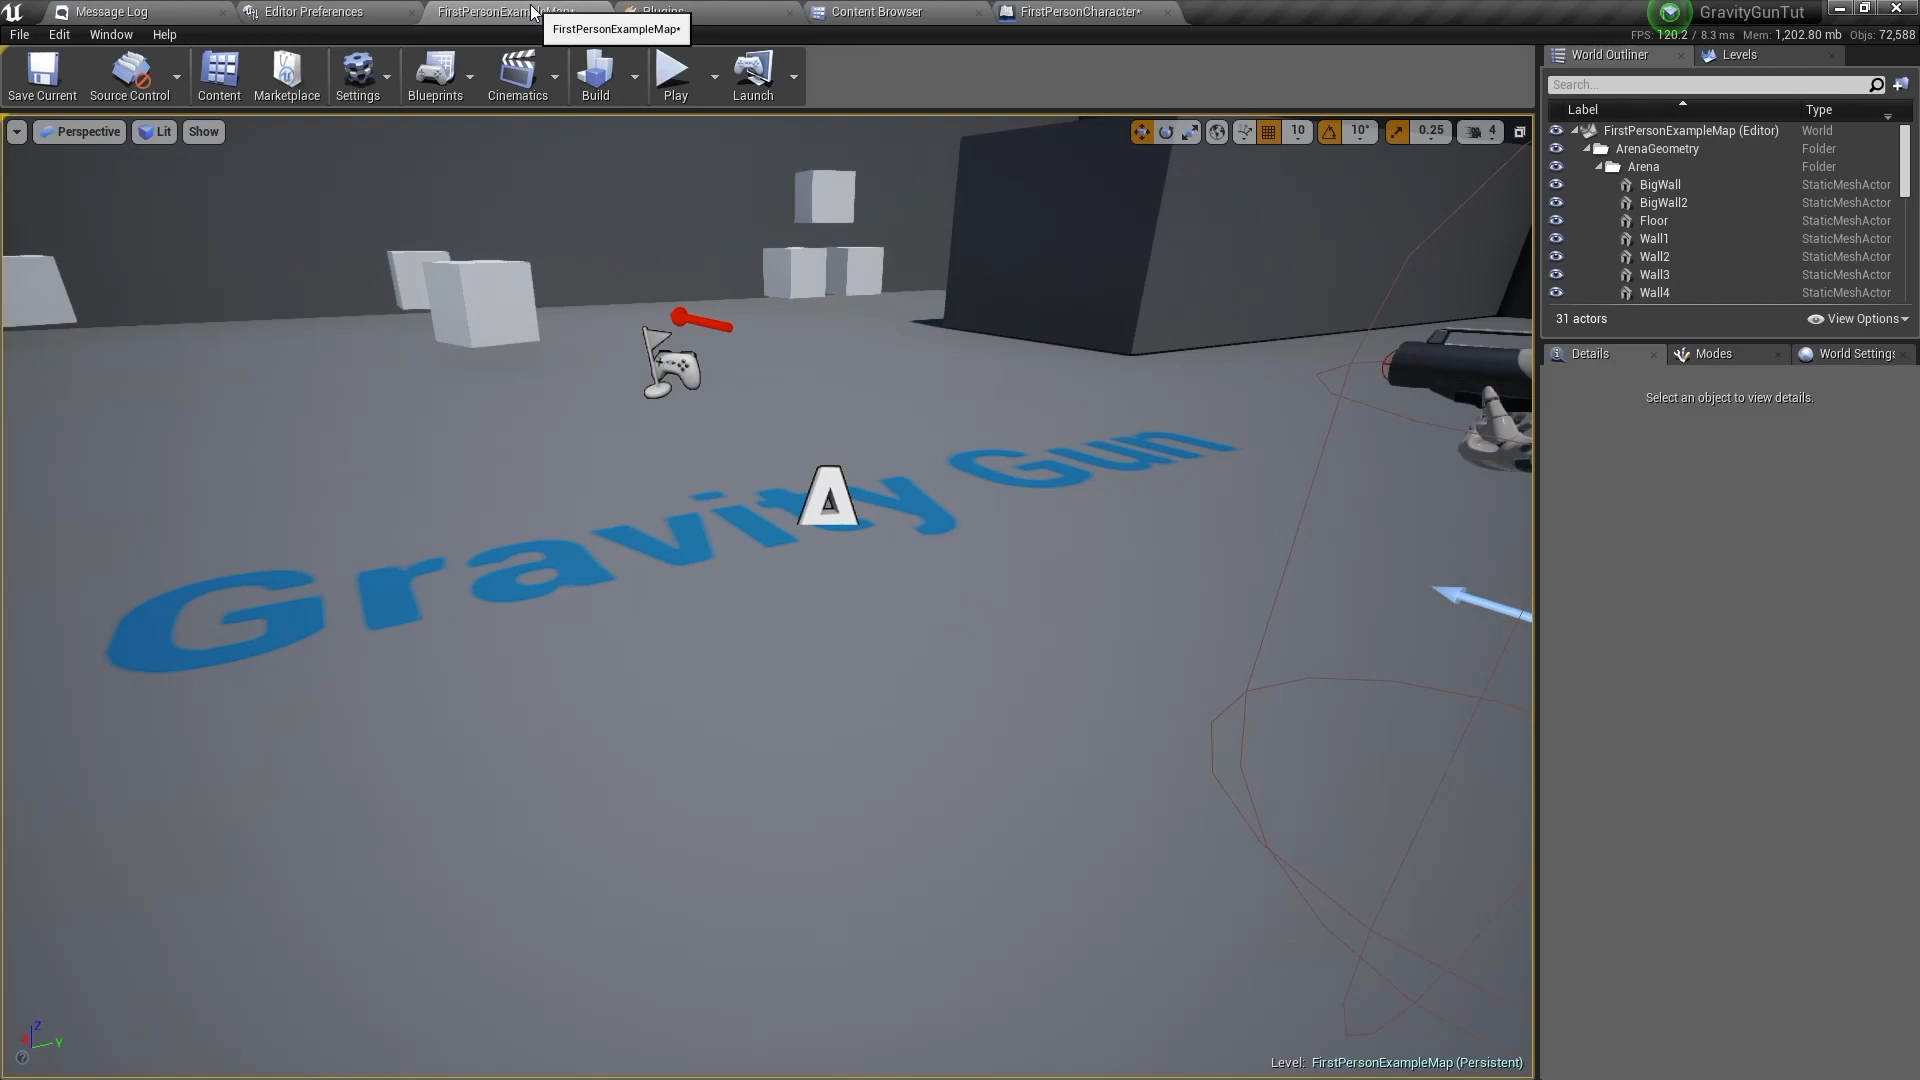 Message Log
Editor Preferences
FirstPersonExampleMap*
Content Browser
FirstPersonCharacter*
GravityGunTut
FirstPersonExampleMap*
File
Edit
Window
Help
FPS: 120.2 / 8.3 ms
Mem: 1,202.80 mb
Objs: 72,588
Save Current
Source Control
Content
Marketplace
Settings
Blueprints
Cinematics
Build
Play
Launch
World Outliner
Levels
Search...
Label
Type
Perspective
Lit
Show
10
10°
0.25
4
FirstPersonExampleMap (Editor)
World
ArenaGeometry
Folder
Arena
Folder
BigWall
StaticMeshActor
BigWall2
StaticMeshActor
Floor
StaticMeshActor
Wall1
StaticMeshActor
Wall2
StaticMeshActor
Wall3
StaticMeshActor
Wall4
StaticMeshActor
31 actors
View Options
Details
Modes
World Settings
Select an object to view details.
Gravity Gun
A
Z
Y
Level: FirstPersonExampleMap (Persistent)